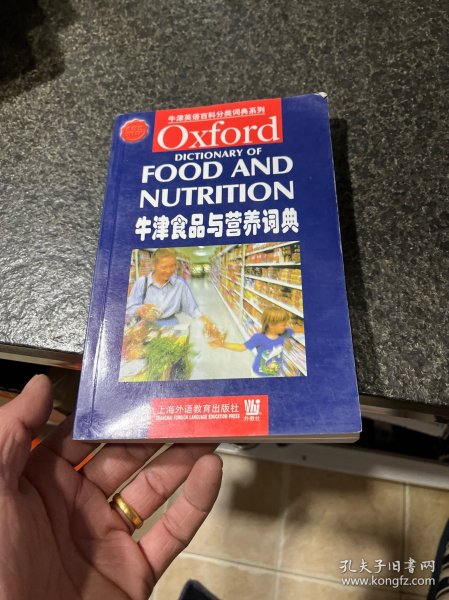 牛津英语百科分类词典系列
Oxford
DICTIONARY OF
FOOD AND
NUTRITION
牛津食品与营养词典
上海外语教育出版社
SHANGHAI FOREIGN LANGUAGE EDUCATION PRESS
外教社
孔夫子旧书网
www.kongfz.com